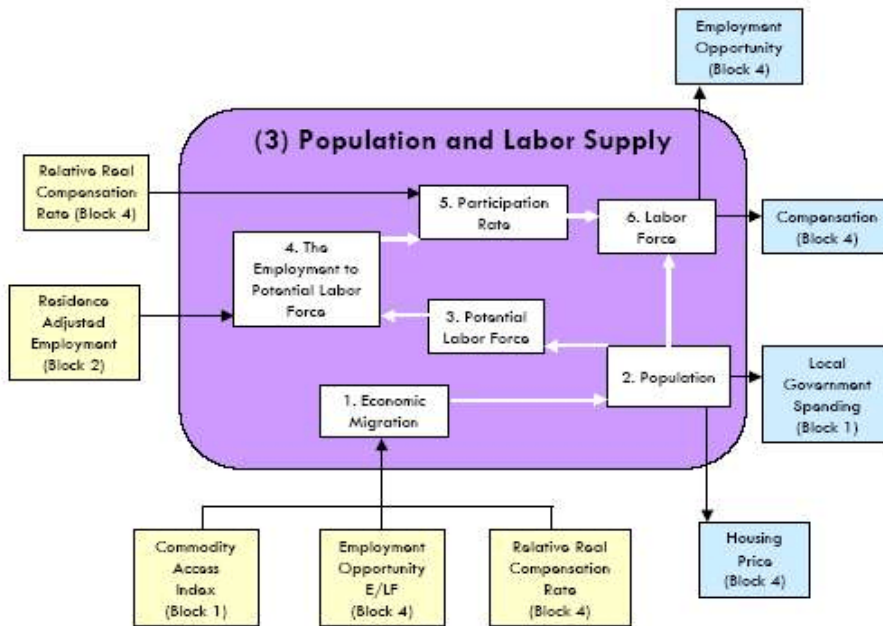 Employment
Opportunity
(Block 4)
(3) Population and Labor Supply
Relative Real
Compensation
Rate (Block 4)
5. Participation
Rate
6. Labor
Force
Compensation
(Block 4)
4. The
Employment to
Potential Labor
Force
Residence
Adjusted
Employment
(Block 2)
3. Potential
Labor Force
2. Population
Local
Government
Spending
(Block 1)
1. Economic
Migration
Commodity
Access
Index
(Block 1)
Employment
Opportunity
E/LF
(Block 4)
Relative Real
Compensation
Rate
(Block 4)
Housing
Price
(Block 4)